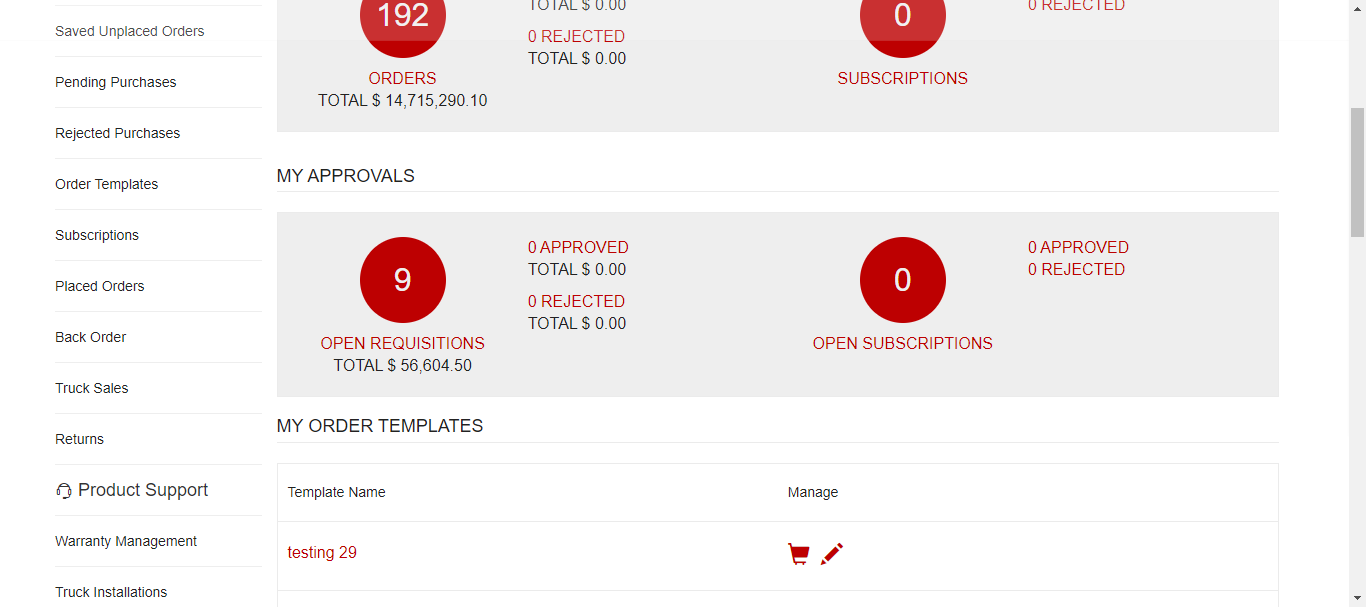 Saved Unplaced Orders
Pending Purchases
Rejected Purchases
Order Templates
Subscriptions
Placed Orders
Back Order
Truck Sales
Returns
Product Support
Warranty Management
Truck Installations
192
ORDERS
TOTAL $ 14,715,290.10
TOTAL $ 0.00
0 REJECTED
TOTAL $ 0.00
0
SUBSCRIPTIONS
0 REJECTED
MY APPROVALS
9
OPEN REQUISITIONS
TOTAL $ 56,604.50
0 APPROVED
TOTAL $ 0.00
0 REJECTED
TOTAL $ 0.00
0
OPEN SUBSCRIPTIONS
0 APPROVED
0 REJECTED
MY ORDER TEMPLATES
Template Name Manage
testing 29